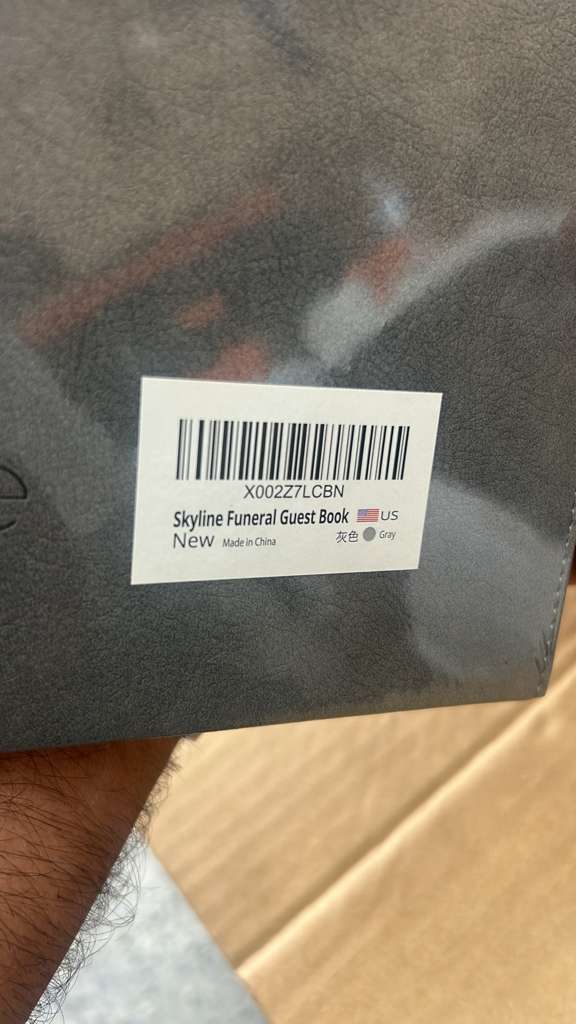 X002Z7LCBN
Skyline Funeral Guest Book US
New Made in China 灰色 Gray